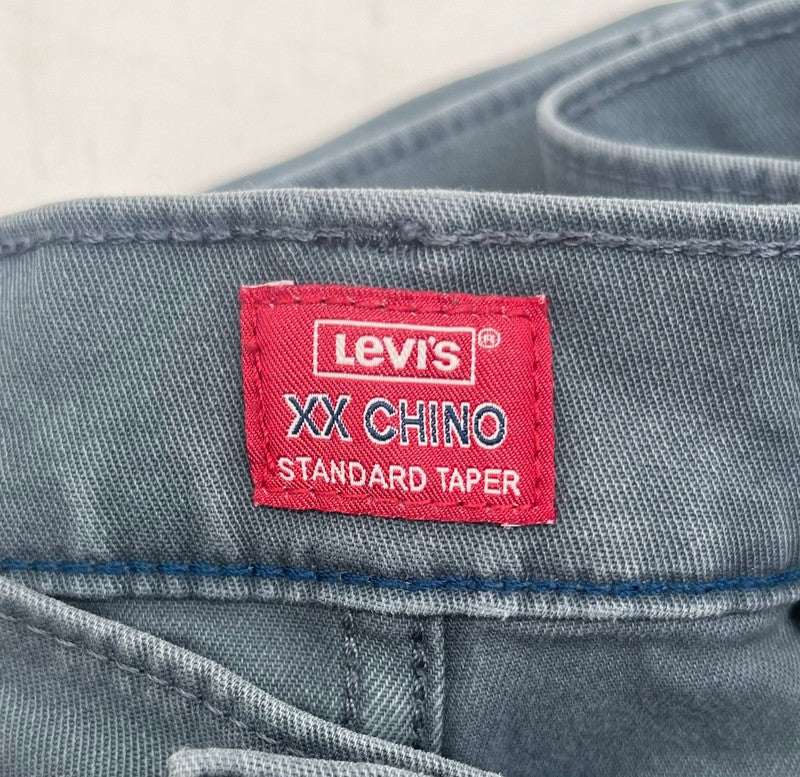 Levi's ®
XX CHINO
STANDARD TAPER